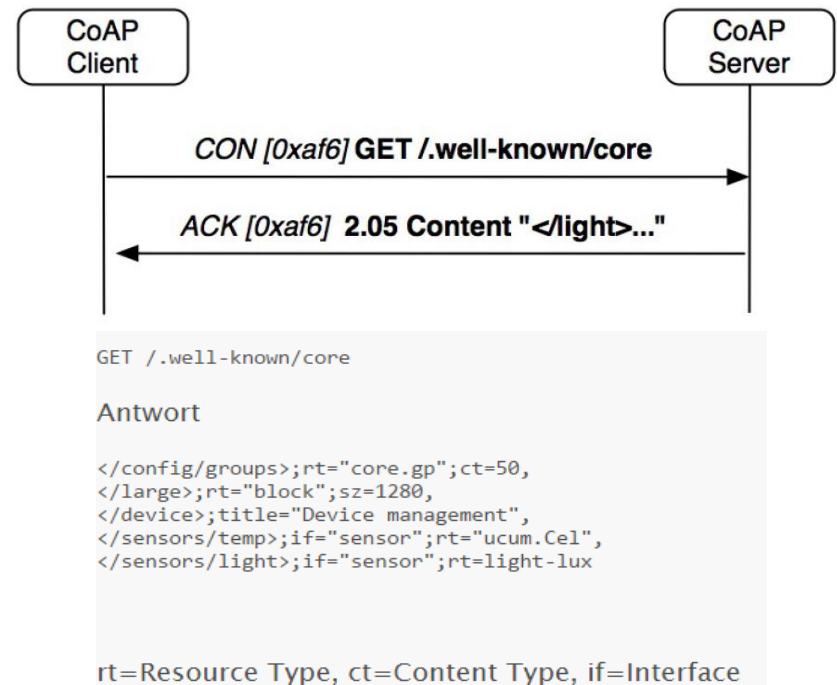 CoAP
Client
CoAP
Server
CON [0xaf6] GET /.well-known/core
ACK [0xaf6] 2.05 Content "</light>..."
GET /.well-known/core
Antwort
</config/groups>;rt="core.gp";ct=50,
</large>;rt="block";sz=1280,
</device>;title="Device management",
</sensors/temp>;if="sensor";rt="ucum.Cel",
</sensors/light>;if="sensor";rt=light-lux
rt=Resource Type, ct=Content Type, if=Interface